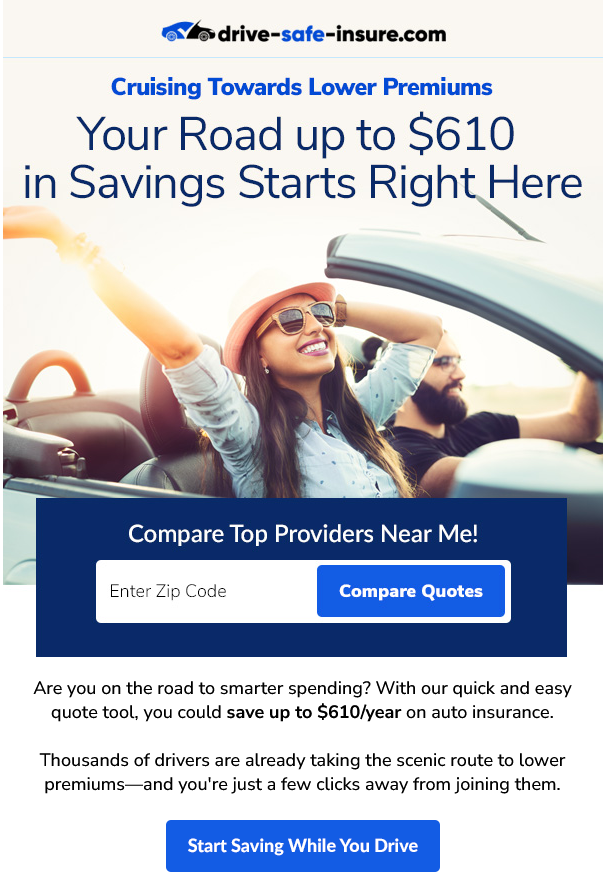 drive-safe-insure.com
Cruising Towards Lower Premiums
Your Road up to $610
in Savings Starts Right Here
Compare Top Providers Near Me!
Enter Zip Code
Compare Quotes
Are you on the road to smarter spending? With our quick and easy
quote tool, you could save up to $610/year on auto insurance.
Thousands of drivers are already taking the scenic route to lower
premiums—and you're just a few clicks away from joining them.
Start Saving While You Drive